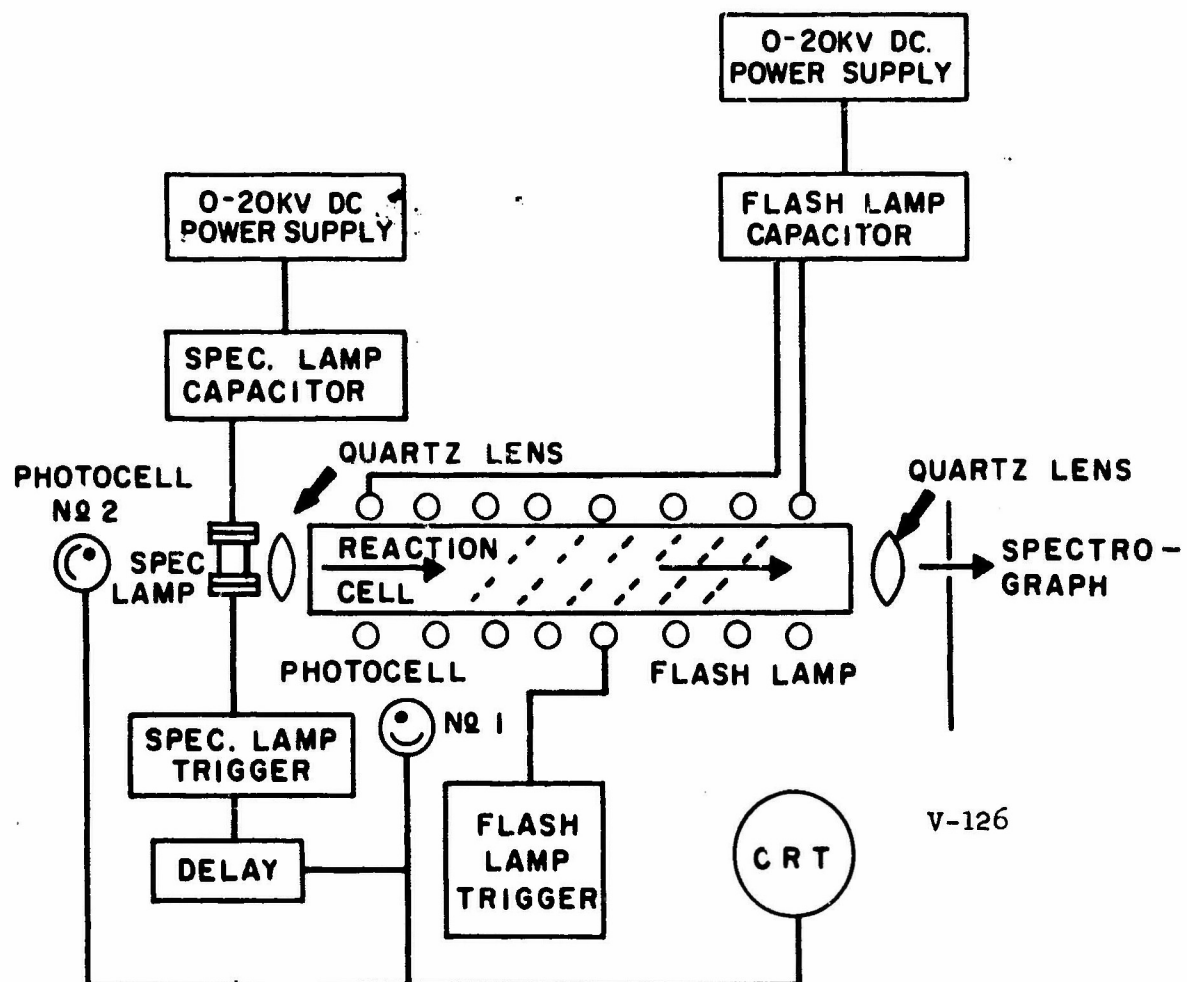 0-20KV DC.
POWER SUPPLY
0-20KV DC
POWER SUPPLY
FLASH LAMP
CAPACITOR
SPEC. LAMP
CAPACITOR
QUARTZ LENS
QUARTZ LENS
PHOTOCELL
Nº 2
SPEC
LAMP
REACTION
CELL
SPECTRO-
GRAPH
PHOTOCELL
Nº 1
FLASH LAMP
SPEC. LAMP
TRIGGER
DELAY
FLASH
LAMP
TRIGGER
CRT
V-126